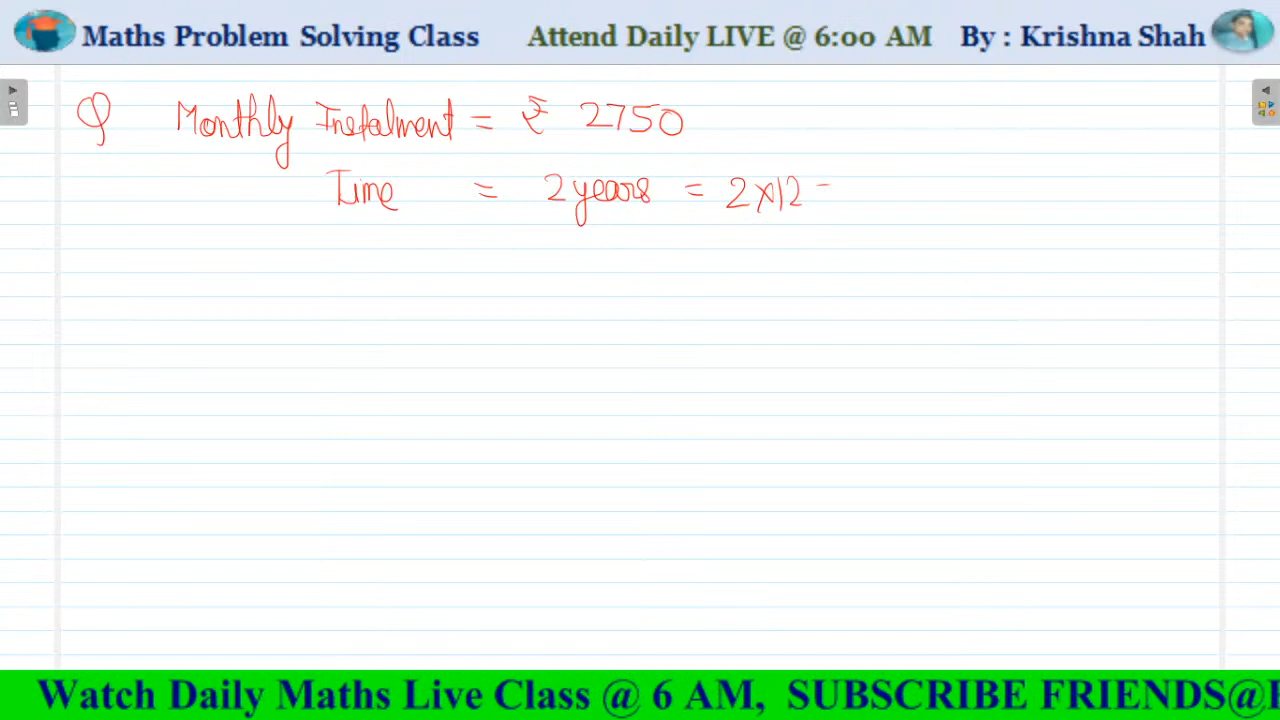 Maths Problem Solving Class Attend Daily LIVE @ 6:00 AM By : Krishna Shah
Q Monthly Instalment = ₹ 2750
Time = 2 years = 2×12 -
Watch Daily Maths Live Class @ 6 AM, SUBSCRIBE FRIENDS@